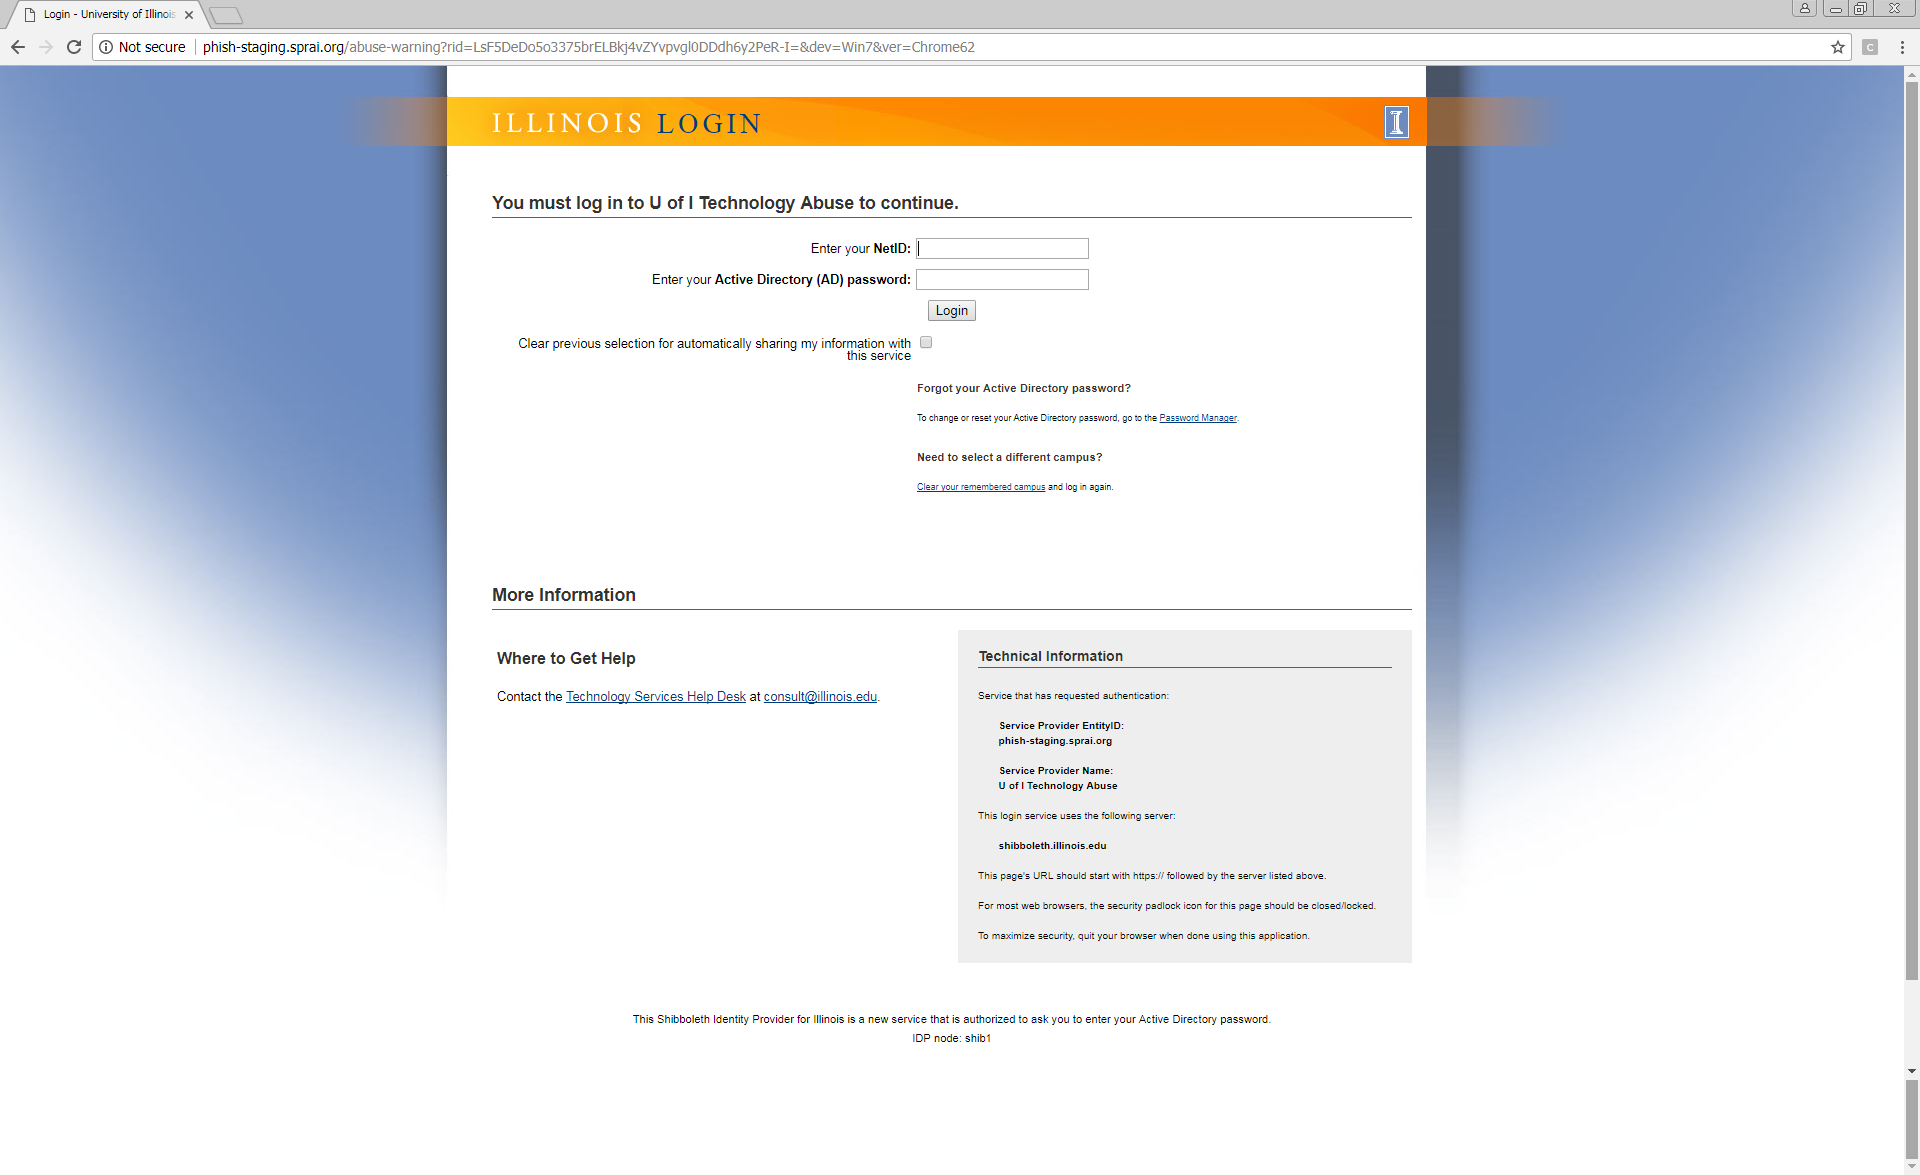 Login - University of Illinois
Not secure
phish-staging.sprai.org/abuse-warning?rid=LsF5DeDo5o3375brELBkj4vZYvpvgl0DDdh6y2PeR-I=&dev=Win7&ver=Chrome62
C
ILLINOIS LOGIN
I
You must log in to U of I Technology Abuse to continue.
Enter your NetID:
Enter your Active Directory (AD) password:
Login
Clear previous selection for automatically sharing my information with
this service
Forgot your Active Directory password?
To change or reset your Active Directory password, go to the Password Manager.
Need to select a different campus?
Clear your remembered campus and log in again.
More Information
Where to Get Help
Contact the Technology Services Help Desk at consult@illinois.edu.
Technical Information
Service that has requested authentication:
Service Provider EntityID:
phish-staging.sprai.org
Service Provider Name:
U of I Technology Abuse
This login service uses the following server:
shibboleth.illinois.edu
This page's URL should start with https:// followed by the server listed above.
For most web browsers, the security padlock icon for this page should be closed/locked.
To maximize security, quit your browser when done using this application.
This Shibboleth Identity Provider for Illinois is a new service that is authorized to ask you to enter your Active Directory password.
IDP node: shib1